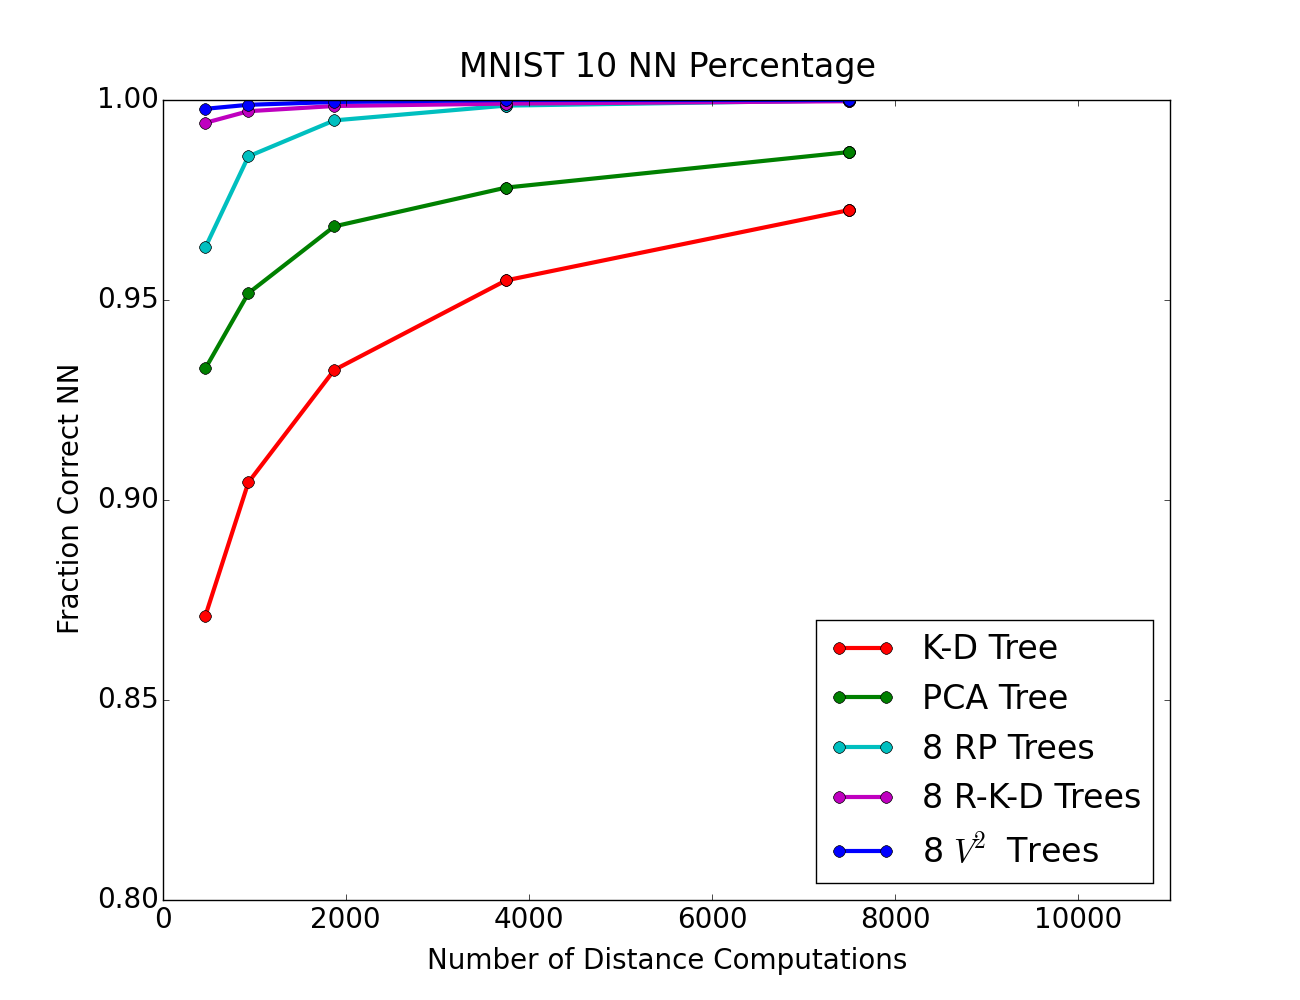 MNIST 10 NN Percentage
1.00
0.95
0.90
0.85
0.80
Fraction Correct NN
0 2000 4000 6000 8000 10000
Number of Distance Computations
K-D Tree
PCA Tree
8 RP Trees
8 R-K-D Trees
8 V² Trees